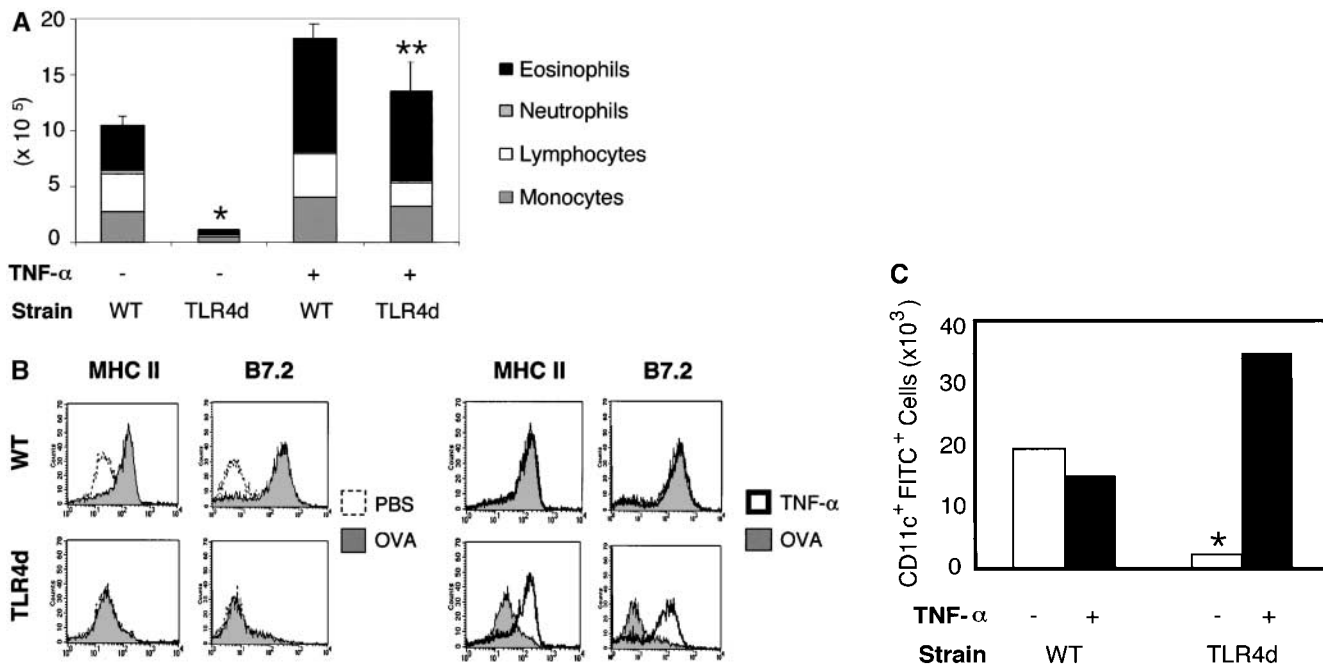 A
20
15
10
5
0
(x 10 5)
*
**
Eosinophils
Neutrophils
Lymphocytes
Monocytes
TNF-α - - + +
Strain WT TLR4d WT TLR4d
B
MHC II B7.2 MHC II B7.2
WT
TLR4d
Counts
PBS
OVA
TNF-α
OVA
C
CD11c+ FITC+ Cells (x103)
40
30
20
10
0
*
TNF- α - + - +
Strain WT TLR4d